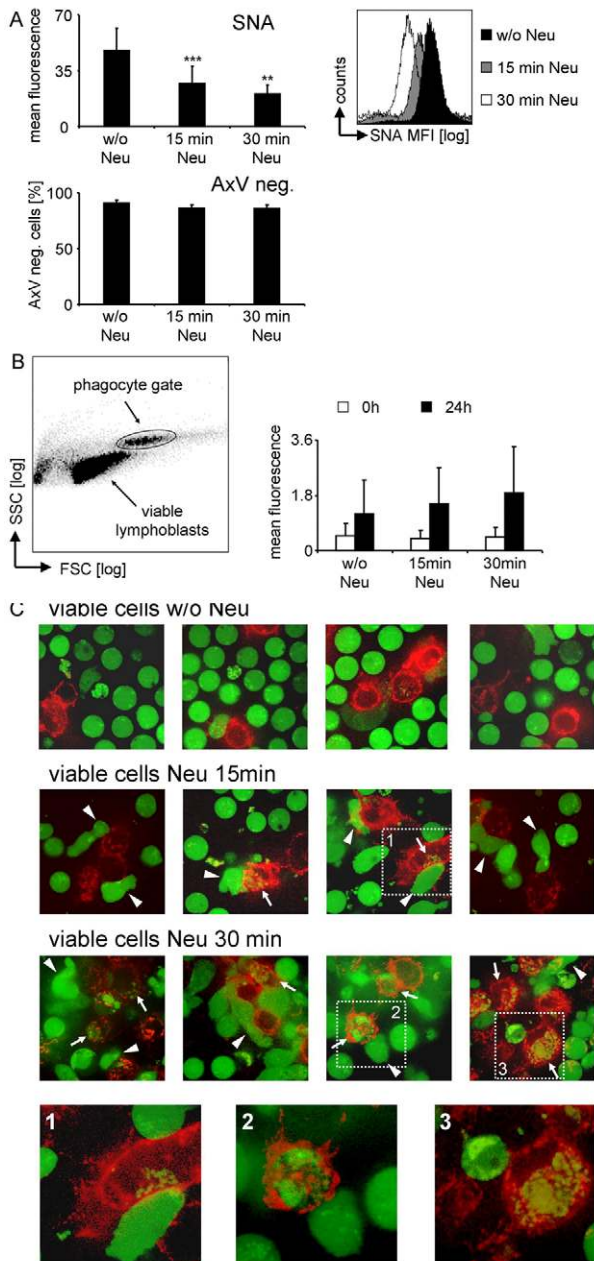 A
SNA
mean fluorescence
70
35
0
***
**
w/o Neu
15 min Neu
30 min Neu
w/o Neu
15 min Neu
30 min Neu
counts
SNA MFI [log]
AxV neg.
AxV neg. cells [%]
100
50
0
w/o Neu
15 min Neu
30 min Neu
B
phagocyte gate
viable
lymphoblasts
SSC [log]
FSC [log]
0h
24h
mean fluorescence
3.6
1.8
0
w/o Neu
15min Neu
30min Neu
C viable cells w/o Neu
viable cells Neu 15min
1
viable cells Neu 30 min
2
3
1
2
3